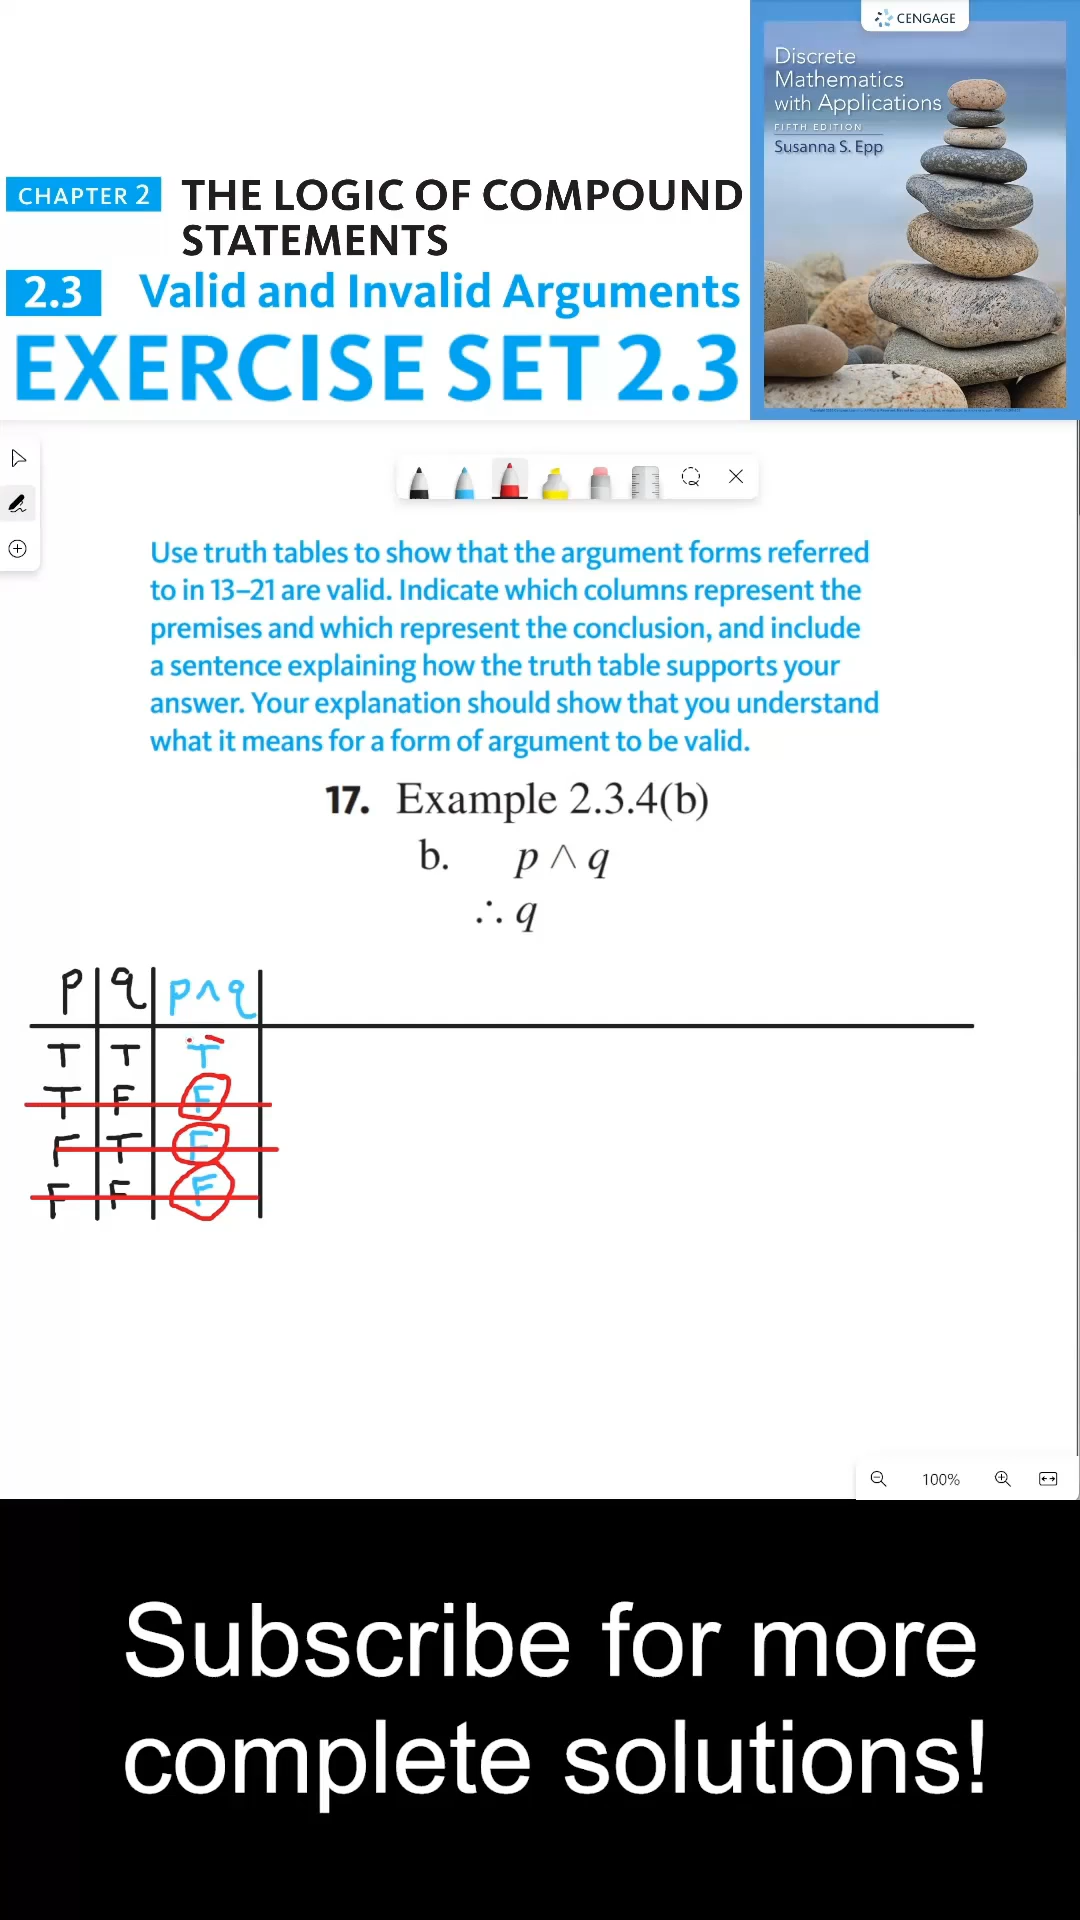 CENGAGE
Discrete
Mathematics
with Applications
FIFTH EDITION
Susanna S. Epp
CHAPTER 2 THE LOGIC OF COMPOUND
STATEMENTS
2.3 Valid and Invalid Arguments
EXERCISE SET 2.3
Use truth tables to show that the argument forms referred
to in 13–21 are valid. Indicate which columns represent the
premises and which represent the conclusion, and include
a sentence explaining how the truth table supports your
answer. Your explanation should show that you understand
what it means for a form of argument to be valid.
17. Example 2.3.4(b)
b. p ∧ q
∴ q
p q p ∧ q
T T T
T F F
F T F
F F F
100%
Subscribe for more
complete solutions!